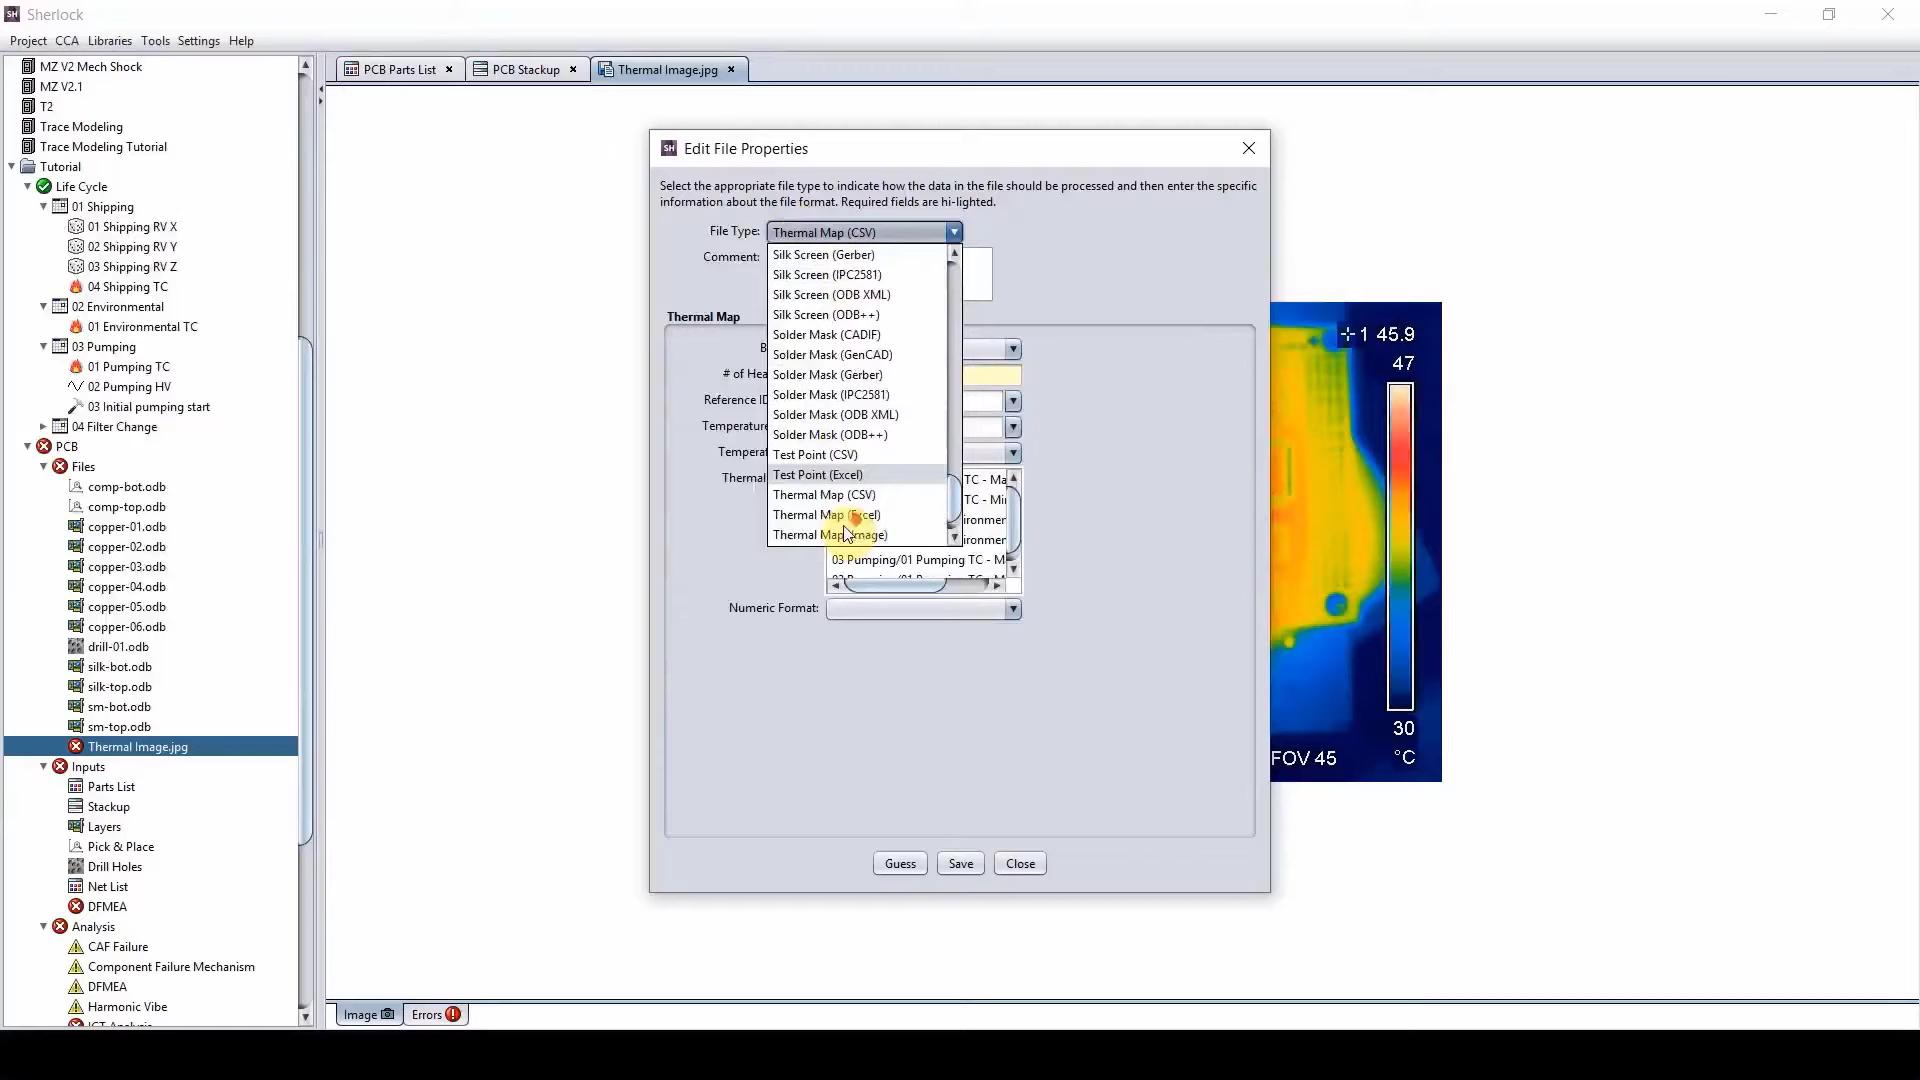 Sherlock
Project CCA Libraries Tools Settings Help
MZ V2 Mech Shock
MZ V2.1
T2
Trace Modeling
Trace Modeling Tutorial
Tutorial
Life Cycle
01 Shipping
01 Shipping RV X
02 Shipping RV Y
03 Shipping RV Z
04 Shipping TC
02 Environmental
01 Environmental TC
03 Pumping
01 Pumping TC
02 Pumping HV
03 Initial pumping start
04 Filter Change
PCB
Files
comp-bot.odb
comp-top.odb
copper-01.odb
copper-02.odb
copper-03.odb
copper-04.odb
copper-05.odb
copper-06.odb
drill-01.odb
silk-bot.odb
silk-top.odb
sm-bot.odb
sm-top.odb
Thermal Image.jpg
Inputs
Parts List
Stackup
Layers
Pick & Place
Drill Holes
Net List
DFMEA
Analysis
CAF Failure
Component Failure Mechanism
DFMEA
Harmonic Vibe
ICT Analysis
PCB Parts List PCB Stackup Thermal Image.jpg
SH Edit File Properties
Select the appropriate file type to indicate how the data in the file should be processed and then enter the specific
information about the file format. Required fields are hi-lighted.
File Type: Thermal Map (CSV)
Comment:
Silk Screen (Gerber)
Silk Screen (IPC2581)
Silk Screen (ODB XML)
Silk Screen (ODB++)
Solder Mask (CADIF)
Solder Mask (GenCAD)
Solder Mask (Gerber)
Solder Mask (IPC2581)
Solder Mask (ODB XML)
Solder Mask (ODB++)
Test Point (CSV)
Test Point (Excel)
Thermal Map (CSV)
Thermal Map (Excel)
Thermal Map (Image)
Thermal Map
B
# of Hea
Reference ID
Temperature
Temperat
Thermal
TC - Ma
TC - Mi
ironmen
ironmen
03 Pumping/01 Pumping TC - M
Numeric Format:
Guess Save Close
1 45.9
47
30
FOV 45 °C
Image Errors